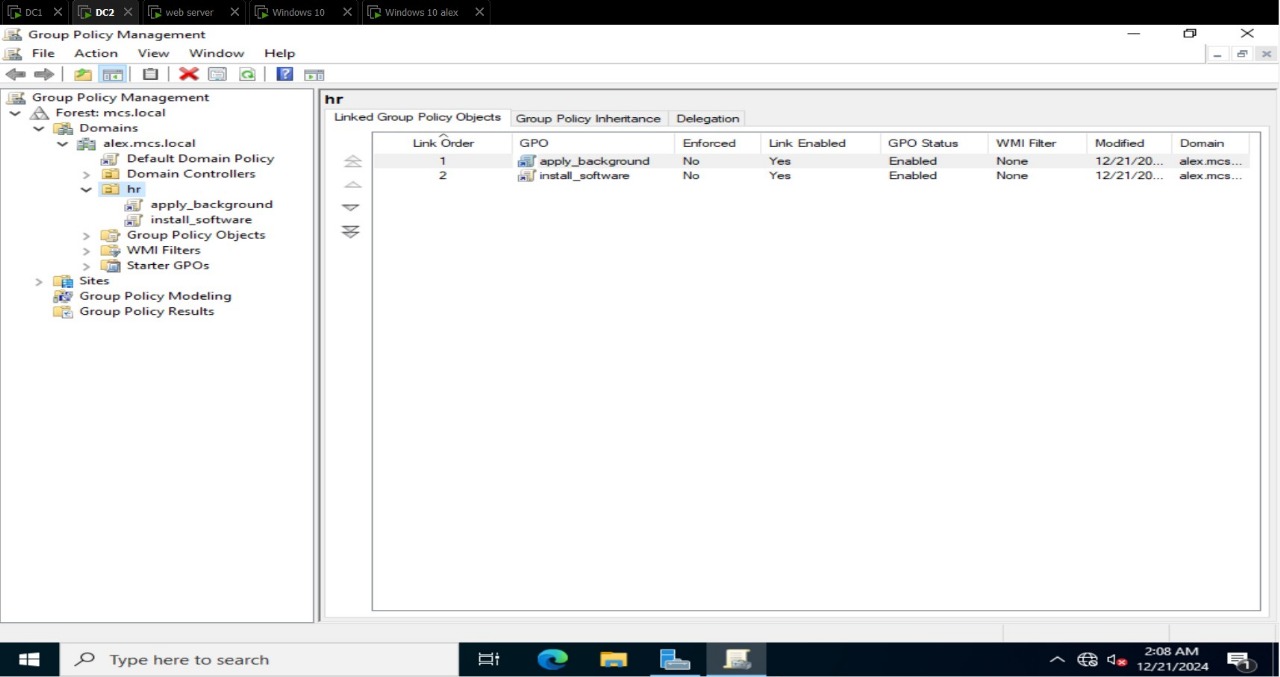 DC1 DC2 web server Windows 10 Windows 10 alex
Group Policy Management
File Action View Window Help
Group Policy Management
Forest: mcs.local
Domains
alex.mcs.local
Default Domain Policy
Domain Controllers
hr
apply_background
install_software
Group Policy Objects
WMI Filters
Starter GPOs
Sites
Group Policy Modeling
Group Policy Results
hr
Linked Group Policy Objects Group Policy Inheritance Delegation
Link Order GPO Enforced Link Enabled GPO Status WMI Filter Modified Domain
1 apply_background No Yes Enabled None 12/21/20... alex.mcs...
2 install_software No Yes Enabled None 12/21/20... alex.mcs...
Type here to search
2:08 AM
12/21/2024
1